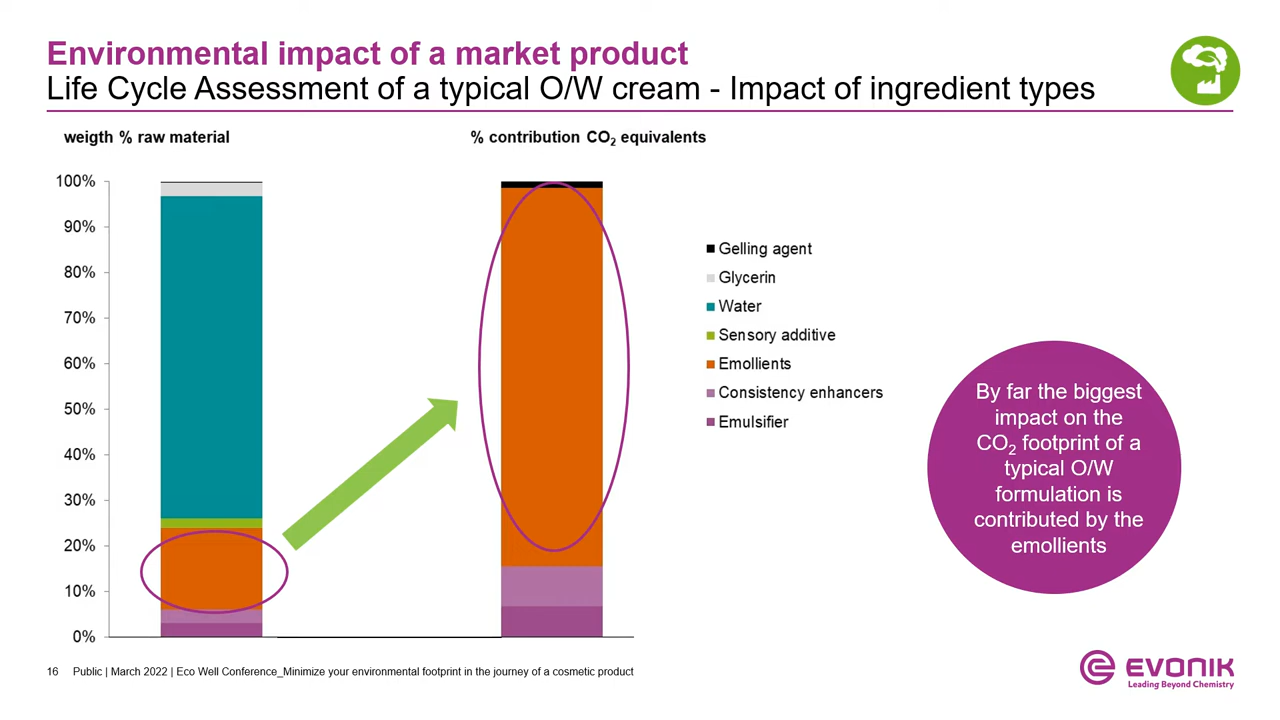 Environmental impact of a market product
Life Cycle Assessment of a typical O/W cream - Impact of ingredient types
weigth % raw material
% contribution CO2 equivalents
100%
90%
80%
70%
60%
50%
40%
30%
20%
10%
0%
Gelling agent
Glycerin
Water
Sensory additive
Emollients
Consistency enhancers
Emulsifier
By far the biggest
impact on the
CO2 footprint of a
typical O/W
formulation is
contributed by the
emollients
16 Public | March 2022 | Eco Well Conference_Minimize your environmental footprint in the journey of a cosmetic product
EVONIK
Leading Beyond Chemistry